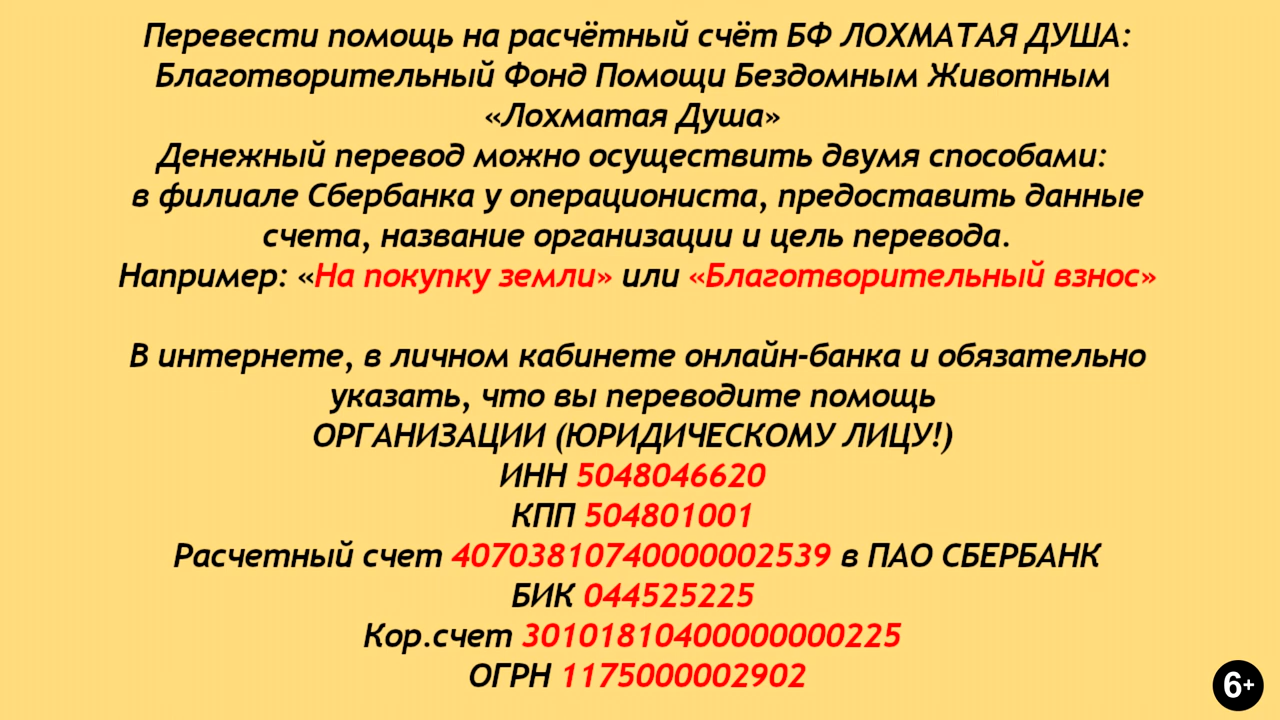 Перевести помощь на расчётный счёт БФ ЛОХМАТАЯ ДУША:
Благотворительный Фонд Помощи Бездомным Животным
«Лохматая Душа»
Денежный перевод можно осуществить двумя способами:
в филиале Сбербанка у операциониста, предоставить данные
счета, название организации и цель перевода.
Например: «На покупку земли» или «Благотворительный взнос»
В интернете, в личном кабинете онлайн-банка и обязательно
указать, что вы переводите помощь
ОРГАНИЗАЦИИ (ЮРИДИЧЕСКОМУ ЛИЦУ!)
ИНН 5048046620
КПП 504801001
Расчетный счет 40703810740000002539 в ПАО СБЕРБАНК
БИК 044525225
Кор.счет 30101810400000000225
ОГРН 1175000002902
6+